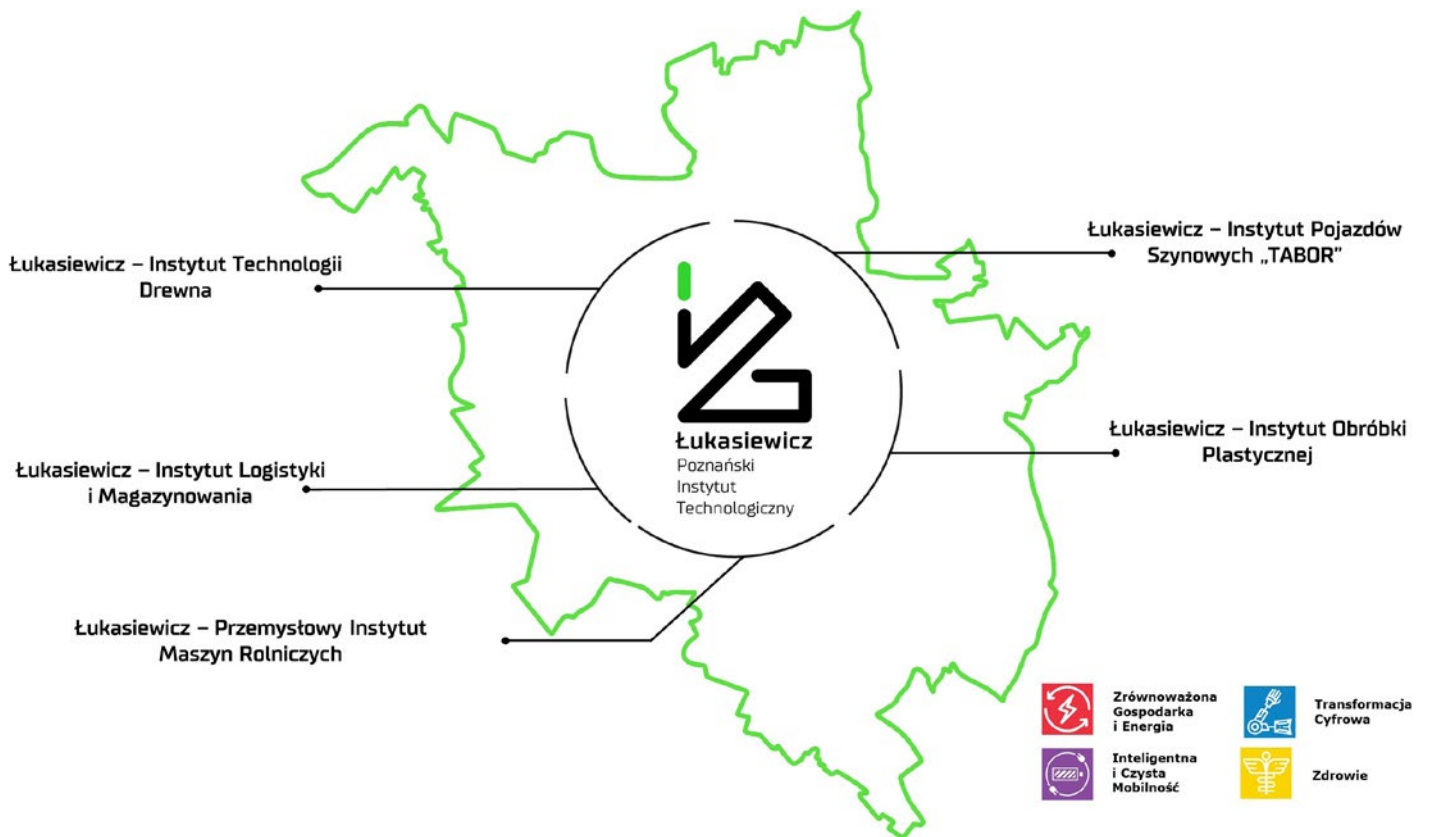 Łukasiewicz – Instytut Technologii
Drewna
Łukasiewicz – Instytut Pojazdów
Szynowych „TABOR”
Łukasiewicz
Poznański
Instytut
Technologiczny
Łukasiewicz – Instytut Logistyki
i Magazynowania
Łukasiewicz – Instytut Obróbki
Plastycznej
Łukasiewicz – Przemysłowy Instytut
Maszyn Rolniczych
Zrównoważona
Gospodarka
i Energia
Transformacja
Cyfrowa
Inteligentna
i Czysta
Mobilność
Zdrowie